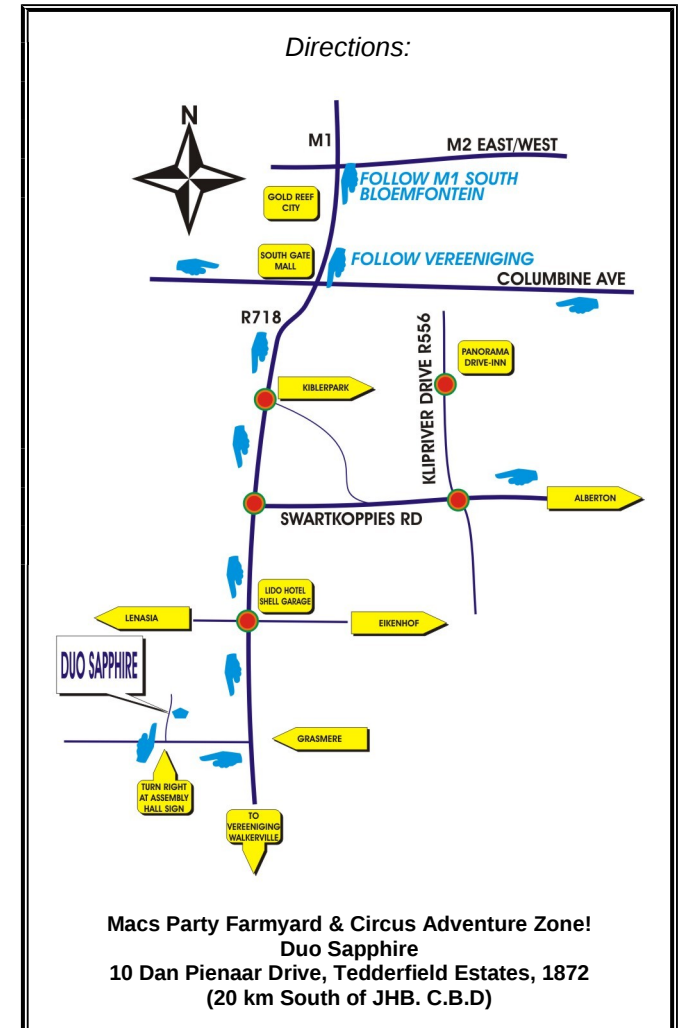 Directions:
N
M1
M2 EAST/WEST
FOLLOW M1 SOUTH
BLOEMFONTEIN
GOLD REEF
CITY
SOUTH GATE
MALL
FOLLOW VEREENIGING
COLUMBINE AVE
R718
KLIPRIVER DRIVE R556
PANORAMA
DRIVE-INN
KIBLERPARK
ALBERTON
SWARTKOPPIES RD
LIDO HOTEL
SHELL GARAGE
LENASIA
EIKENHOF
DUO SAPPHIRE
GRASMERE
TURN RIGHT
AT ASSEMBLY
HALL SIGN
TO
VEREENIGING
WALKERVILLE
Macs Party Farmyard & Circus Adventure Zone!
Duo Sapphire
10 Dan Pienaar Drive, Tedderfield Estates, 1872
(20 km South of JHB. C.B.D)